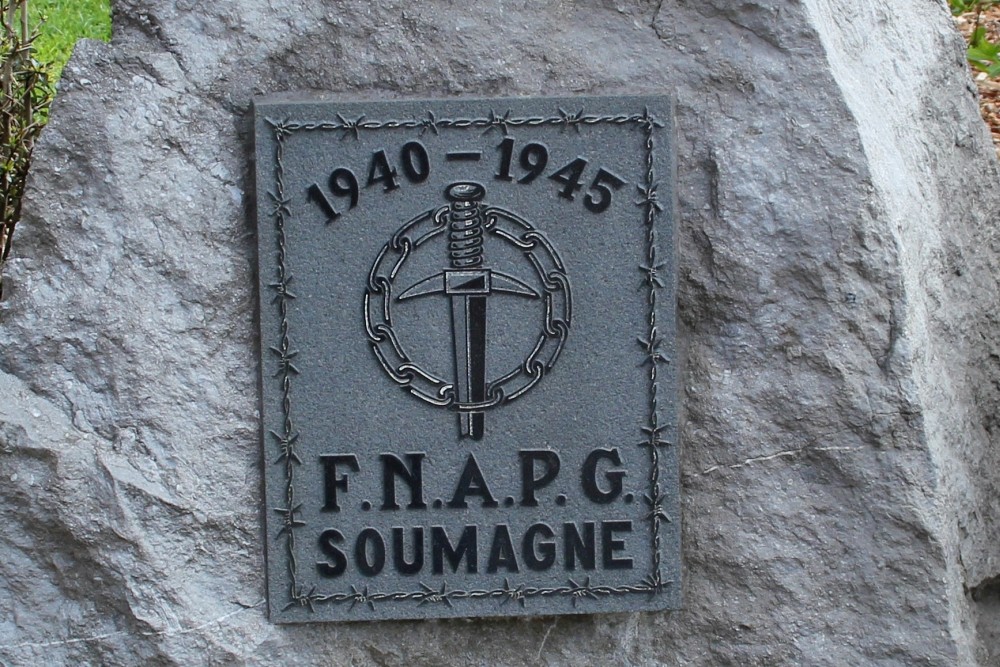 1940 - 1945
F.N.A.P.G.
SOUMAGNE